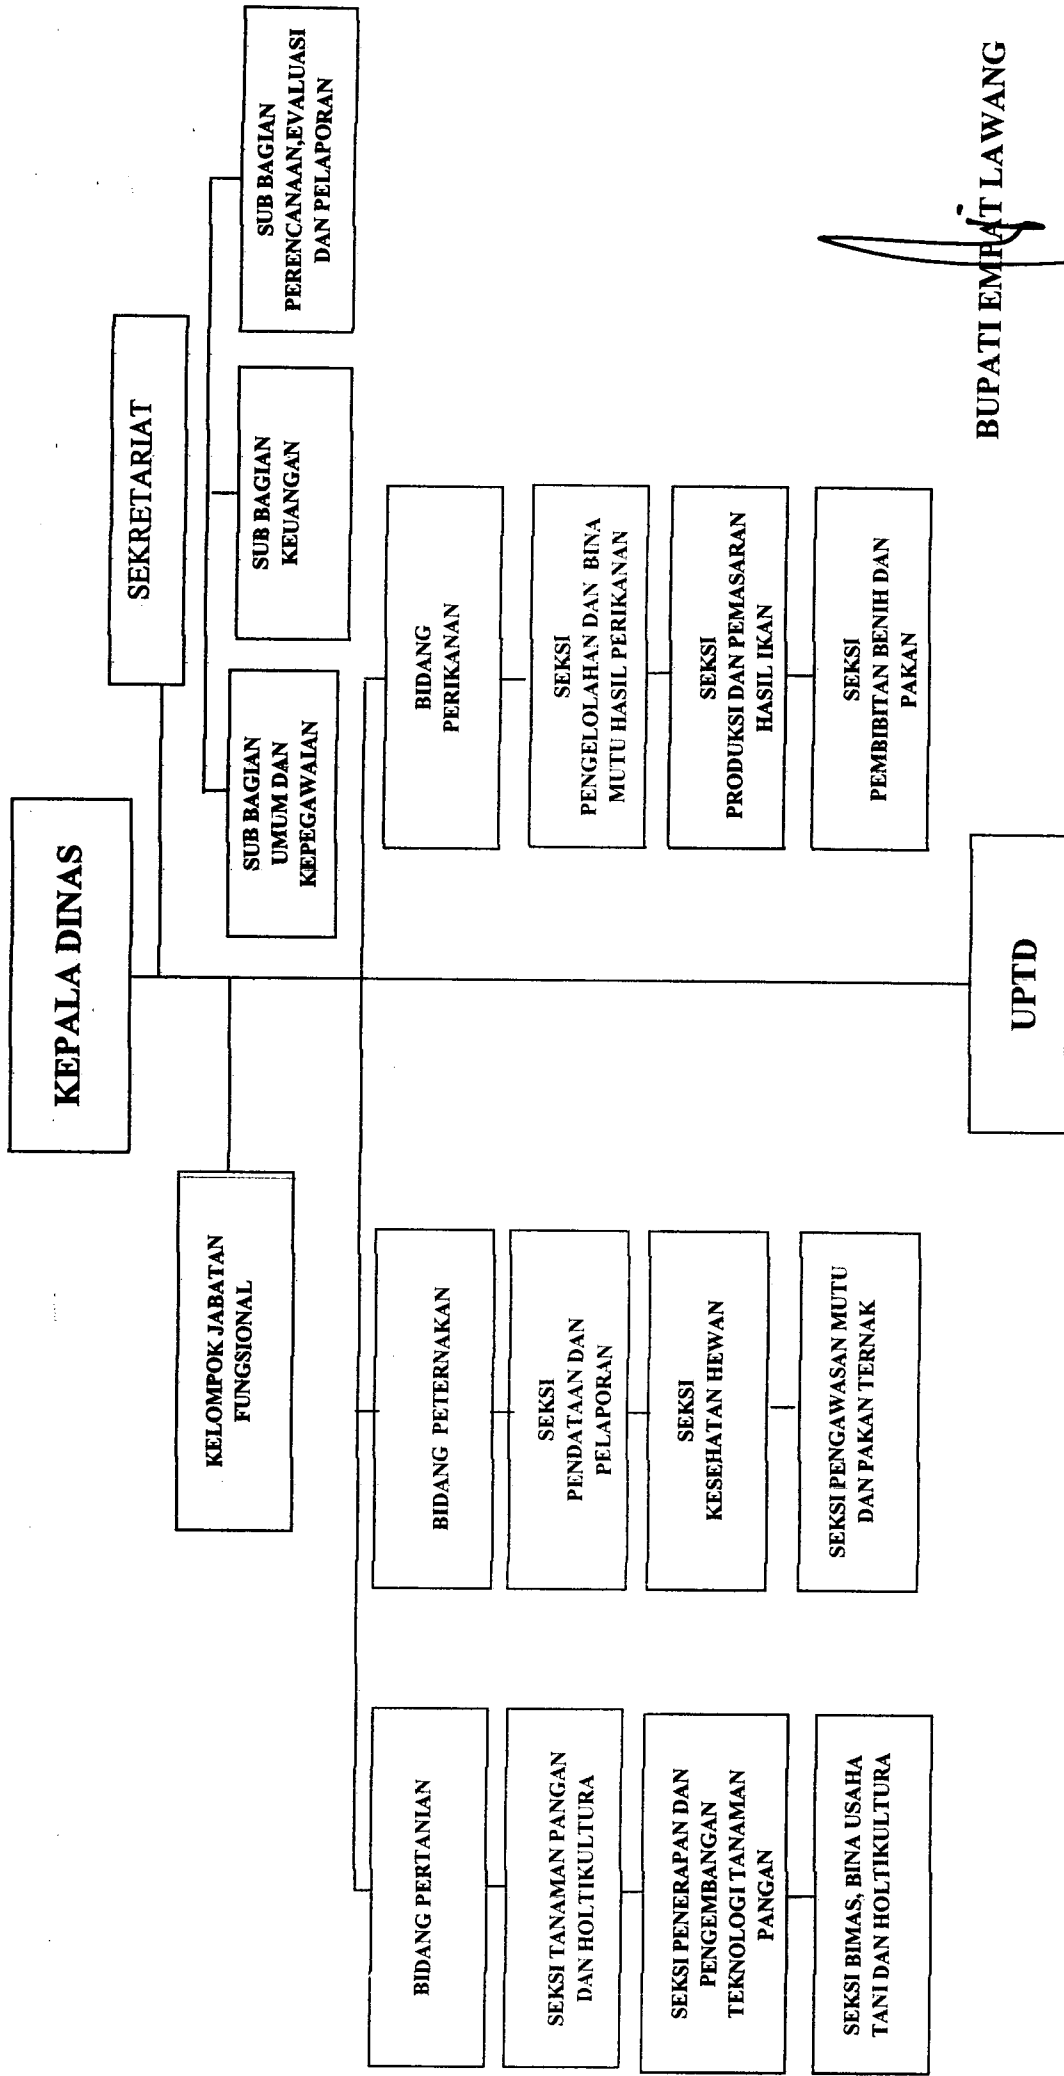 KEPALA DINAS
SEKRETARIAT
KELOMPOK JABATAN
FUNGSIONAL
SUB BAGIAN
UMUM DAN
KEPEGAWAIAN
SUB BAGIAN
KEUANGAN
SUB BAGIAN
PERENCANAAN,EVALUASI
DAN PELAPORAN
BIDANG PERTANIAN
SEKSI TANAMAN PANGAN
DAN HOLTIKULTURA
SEKSI PENERAPAN DAN
PENGEMBANGAN
TEKNOLOGI TANAMAN
PANGAN
SEKSI BIMAS, BINA USAHA
TANI DAN HOLTIKULTURA
BIDANG PETERNAKAN
SEKSI
PENDATAAN DAN
PELAPORAN
SEKSI
KESEHATAN HEWAN
SEKSI PENGAWASAN MUTU
DAN PAKAN TERNAK
BIDANG
PERIKANAN
SEKSI
PENGELOLAHAN DAN BINA
MUTU HASIL PERIKANAN
SEKSI
PRODUKSI DAN PEMASARAN
HASIL IKAN
SEKSI
PEMBIBITAN BENIH DAN
PAKAN
UPTD
BUPATI EMPAT LAWANG